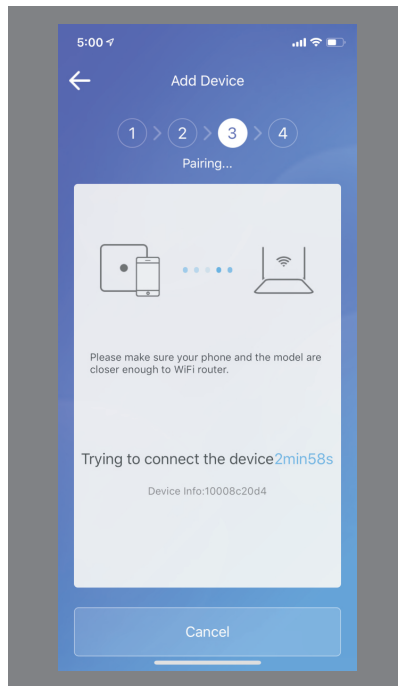 5:00
Add Device
1 > 2 > 3 > 4
Pairing...
Please make sure your phone and the model are
closer enough to WiFi router.
Trying to connect the device2min58s
Device Info:10008c20d4
Cancel